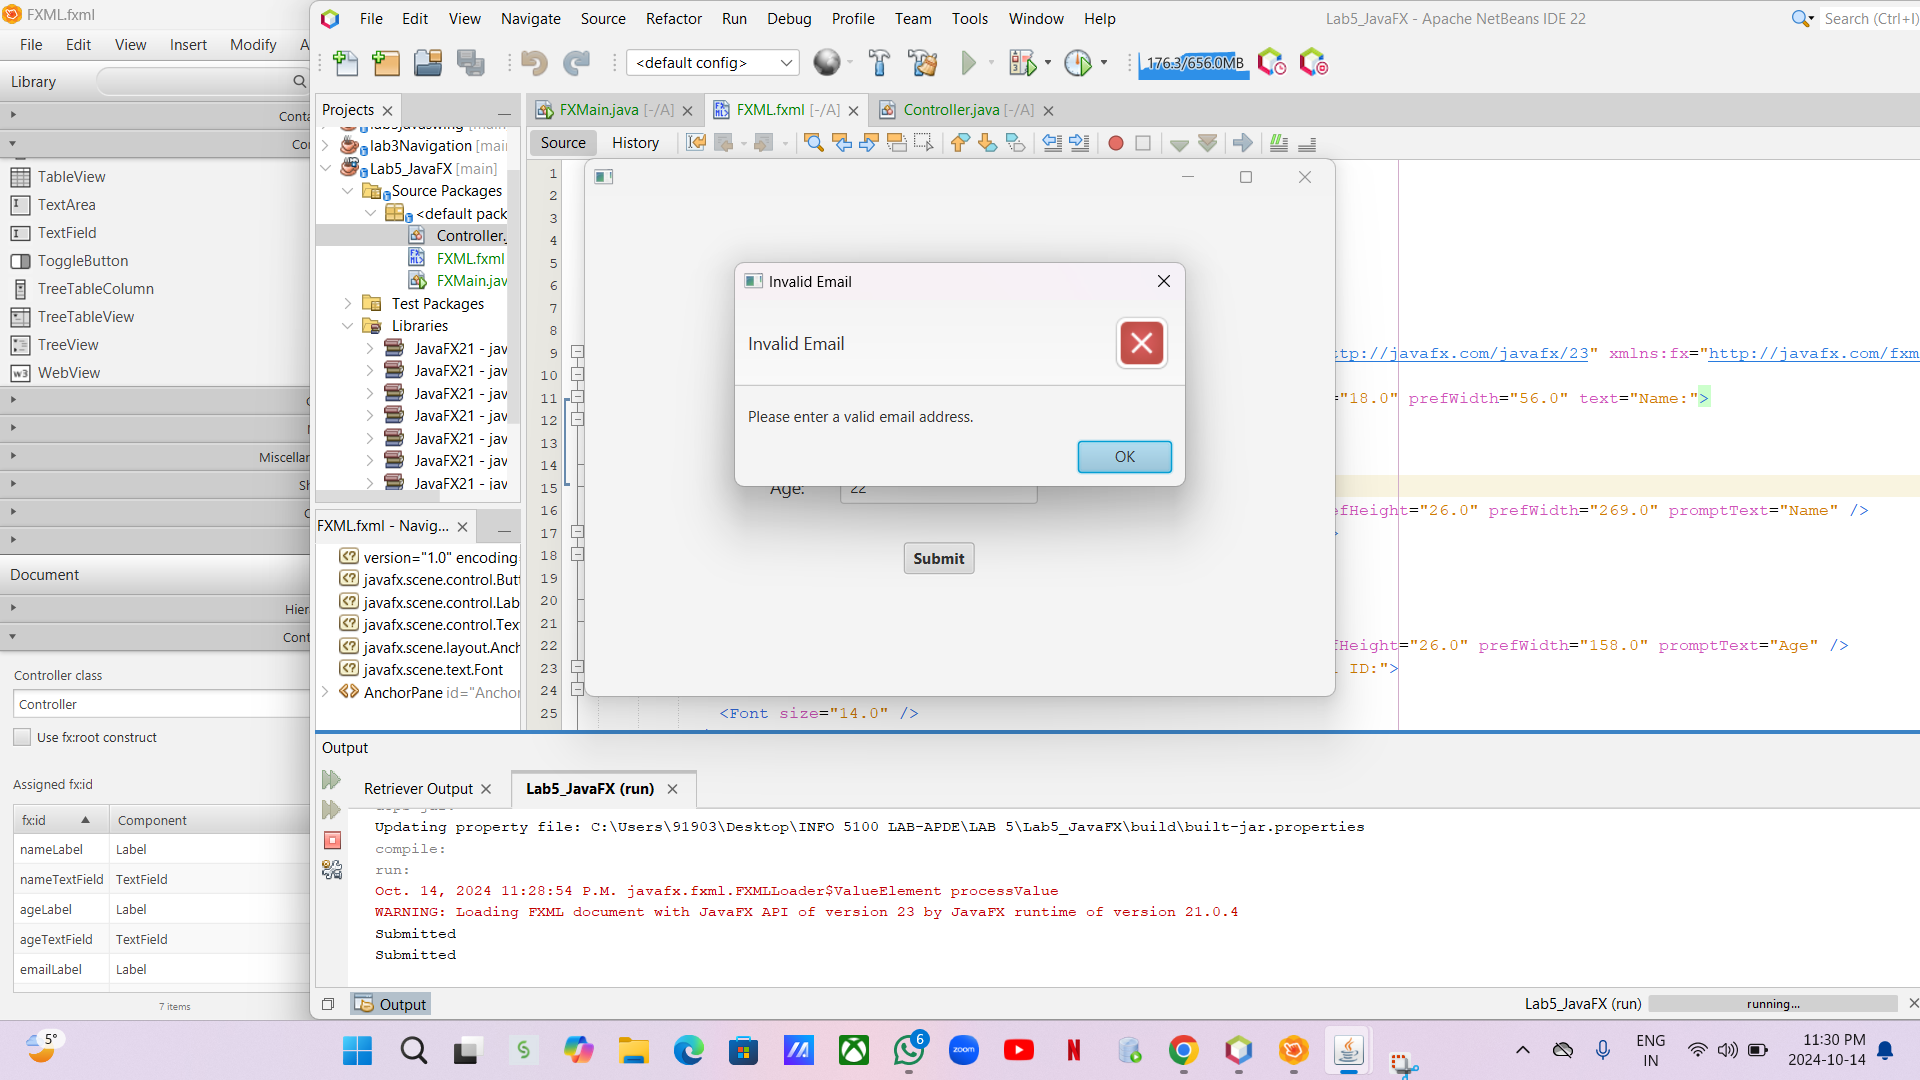 FXML.fxml
File Edit View Insert Modify A
Library
Conta
Con
TableView
TextArea
TextField
ToggleButton
TreeTableColumn
TreeTableView
TreeView
WebView
Miscellar
Sh
Document
Hier
Cont
Controller class
Controller
Use fx:root construct
Assigned fx:id
fx:id Component
nameLabel Label
nameTextField TextField
ageLabel Label
ageTextField TextField
emailLabel Label
7 items
File Edit View Navigate Source Refactor Run Debug Profile Team Tools Window Help
Lab5_JavaFX - Apache NetBeans IDE 22
Search (Ctrl+I)
<default config>
176.3/656.0MB
Projects
lab3Navigation [mai
Lab5_JavaFX [main]
Source Packages
<default pack
Controller.j
FXML.fxml
FXMain.jav
Test Packages
Libraries
JavaFX21 - jav
JavaFX21 - jav
JavaFX21 - jav
JavaFX21 - jav
JavaFX21 - jav
JavaFX21 - jav
JavaFX21 - jav
FXML.fxml - Navig...
version="1.0" encoding
javafx.scene.control.Butt
javafx.scene.control.Lab
javafx.scene.control.Tex
javafx.scene.layout.Anch
javafx.scene.text.Font
AnchorPane id="Anchor
FXMain.java [-/A]
FXML.fxml [-/A]
Controller.java [-/A]
Source History
1
2
3
4
5
6
7
8
9
10
11
12
13
14
15
16
17
18
19
20
21
22
23
24
25
tp://javafx.com/javafx/23" xmlns:fx="http://javafx.com/fxm
="18.0" prefWidth="56.0" text="Name:">
fHeight="26.0" prefWidth="269.0" promptText="Name" />
>
fHeight="26.0" prefWidth="158.0" promptText="Age" />
ID:">
<Font size="14.0" />
Invalid Email
Invalid Email
Please enter a valid email address.
OK
Age: 22
Submit
Output
Retriever Output
Lab5_JavaFX (run)
Updating property file: C:\Users\91903\Desktop\INFO 5100 LAB-APDE\LAB 5\Lab5_JavaFX\build\built-jar.properties
compile:
run:
Oct. 14, 2024 11:28:54 P.M. javafx.fxml.FXMLLoader$ValueElement processValue
WARNING: Loading FXML document with JavaFX API of version 23 by JavaFX runtime of version 21.0.4
Submitted
Submitted
Output
Lab5_JavaFX (run)
running...
5°
6
zoom
ENG
IN
11:30 PM
2024-10-14